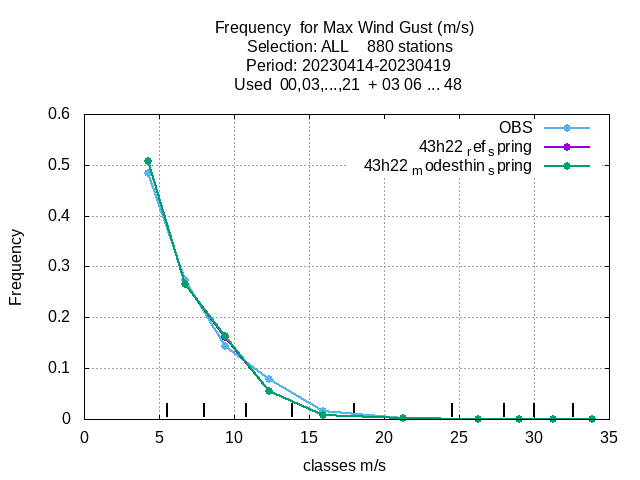 Frequency  for Max Wind Gust (m/s)
Selection: ALL    880 stations
Period: 20230414-20230419
Used  00,03,...,21  + 03 06 ... 48
OBS
43h22 ref spring
43h22 modesthin spring
0.6
0.5
0.4
0.3
0.2
0.1
0
Frequency
0 5 10 15 20 25 30 35
classes m/s